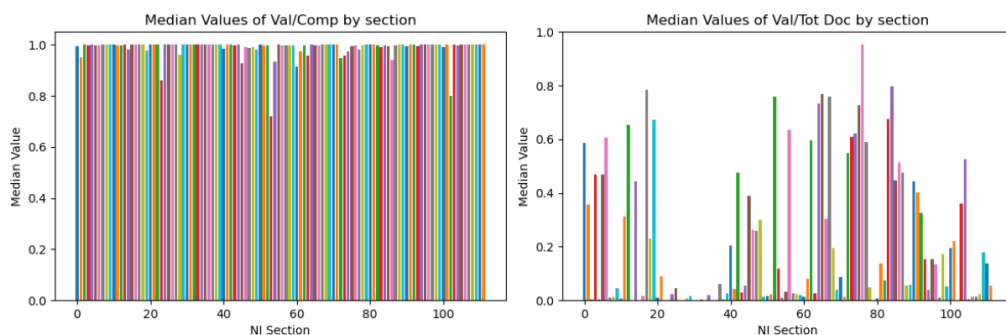 Median Values of Val/Comp by section
Median Value
1.0
0.8
0.6
0.4
0.2
0.0
0 20 40 60 80 100
NI Section
Median Values of Val/Tot Doc by section
Median Value
1.0
0.8
0.6
0.4
0.2
0.0
0 20 40 60 80 100
NI Section